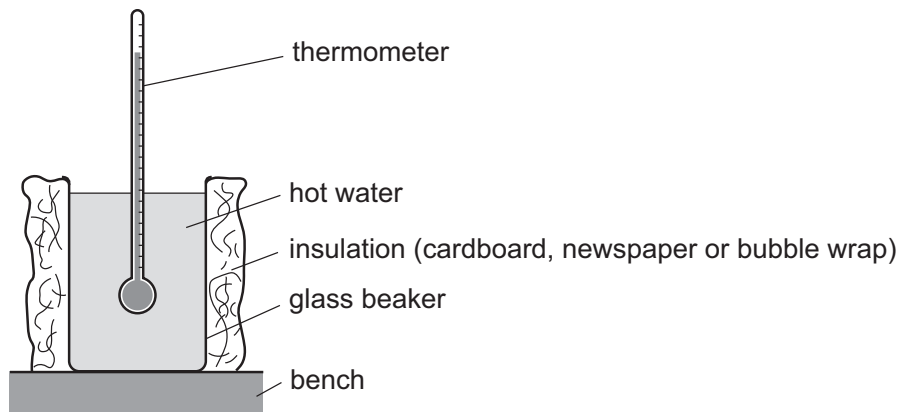 thermometer
hot water
insulation (cardboard, newspaper or bubble wrap)
glass beaker
bench